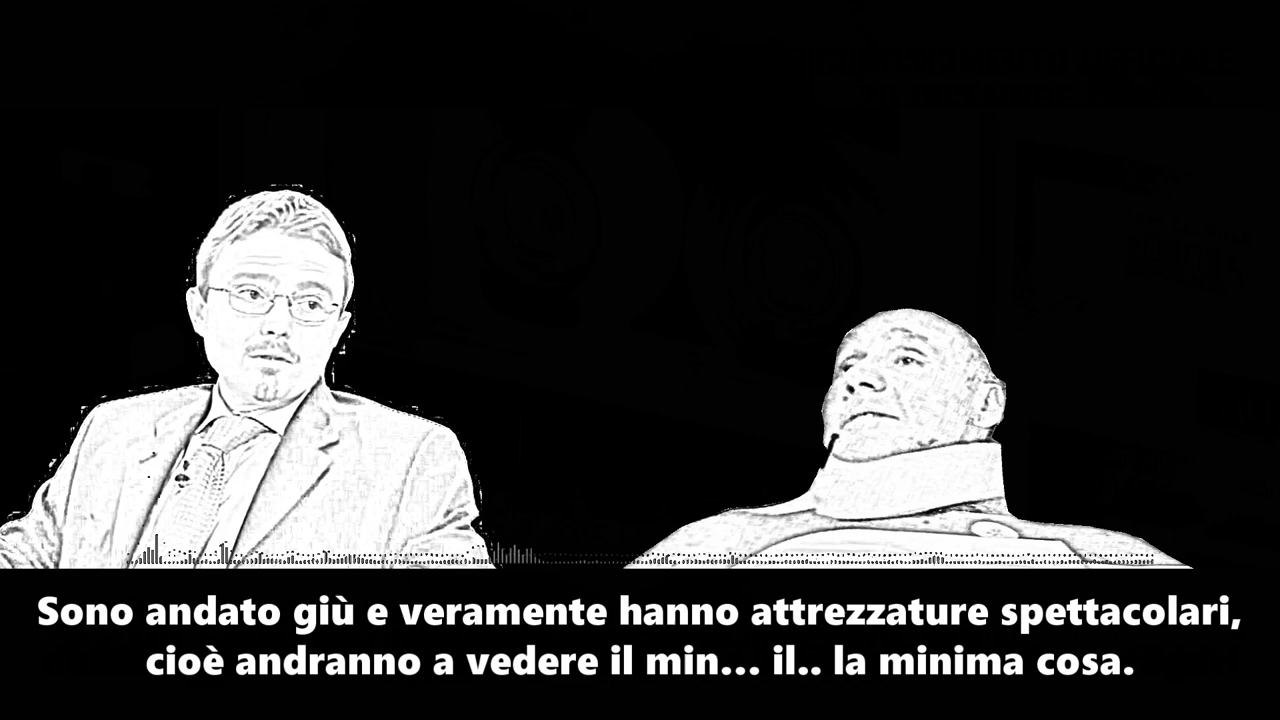 Sono andato giù e veramente hanno attrezzature spettacolari,
cioè andranno a vedere il min... il.. la minima cosa.